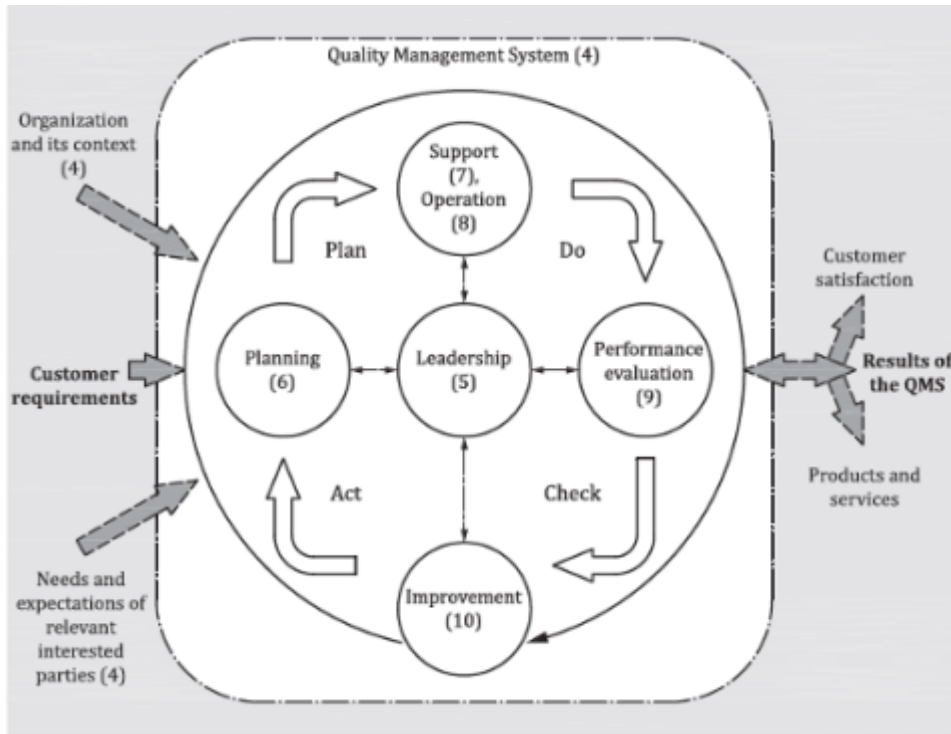 Quality Management System (4)
Organization
and its context
(4)
Support
(7),
Operation
(8)
Plan
Do
Customer
satisfaction
Planning
(6)
Leadership
(5)
Performance
evaluation
(9)
Customer
requirements
Results of
the QMS
Act
Check
Products and
services
Needs and
expectations of
relevant
interested
parties (4)
Improvement
(10)